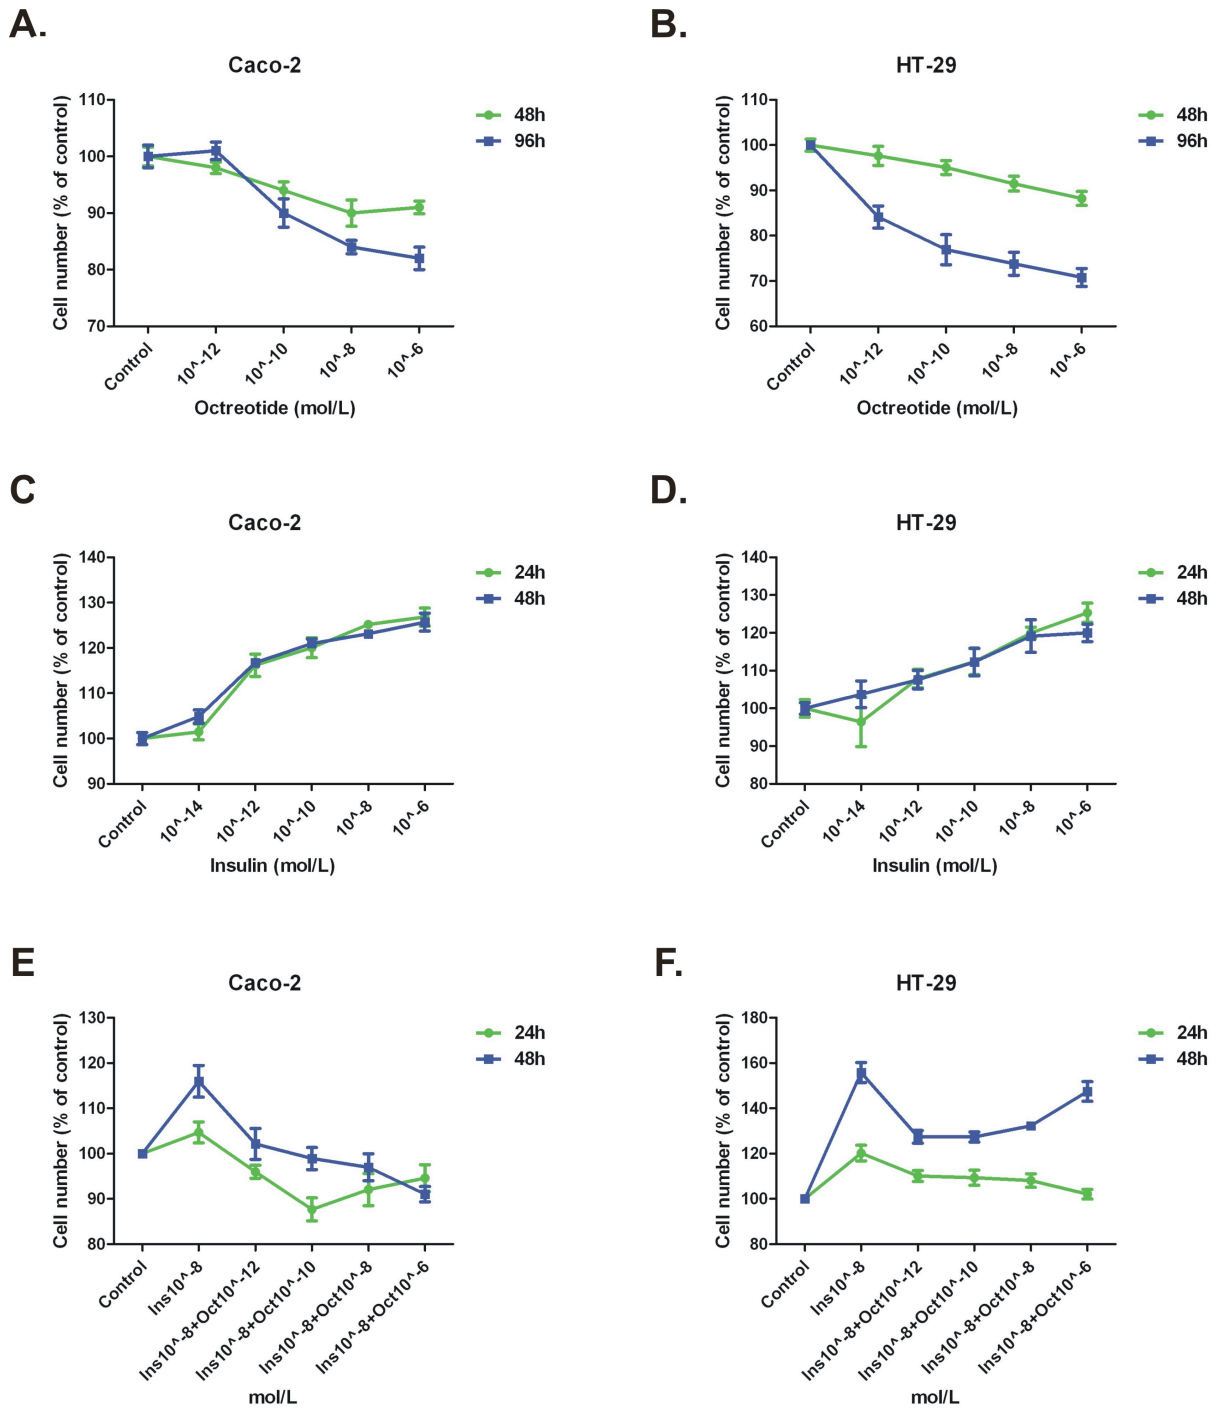 A.
Caco-2
Cell number (% of control)
110
100
90
80
70
Control
10^-12
10^-10
10^-8
10^-6
Octreotide (mol/L)
48h
96h
B.
HT-29
Cell number (% of control)
110
100
90
80
70
60
Control
10^-12
10^-10
10^-8
10^-6
Octreotide (mol/L)
48h
96h
C
Caco-2
Cell number (% of control)
140
130
120
110
100
90
Control
10^-14
10^-12
10^-10
10^-8
10^-6
Insulin (mol/L)
24h
48h
D.
HT-29
Cell number (% of control)
140
130
120
110
100
90
80
Control
10^-14
10^-12
10^-10
10^-8
10^-6
Insulin (mol/L)
24h
48h
E
Caco-2
Cell number (% of control)
130
120
110
100
90
80
Control
Ins10^-8
Ins10^-8+Oct10^-12
Ins10^-8+Oct10^-10
Ins10^-8+Oct10^-8
Ins10^-8+Oct10^-6
mol/L
24h
48h
F.
HT-29
Cell number (% of control)
180
160
140
120
100
80
Control
Ins10^-8
Ins10^-8+Oct10^-12
Ins10^-8+Oct10^-10
Ins10^-8+Oct10^-8
Ins10^-8+Oct10^-6
mol/L
24h
48h